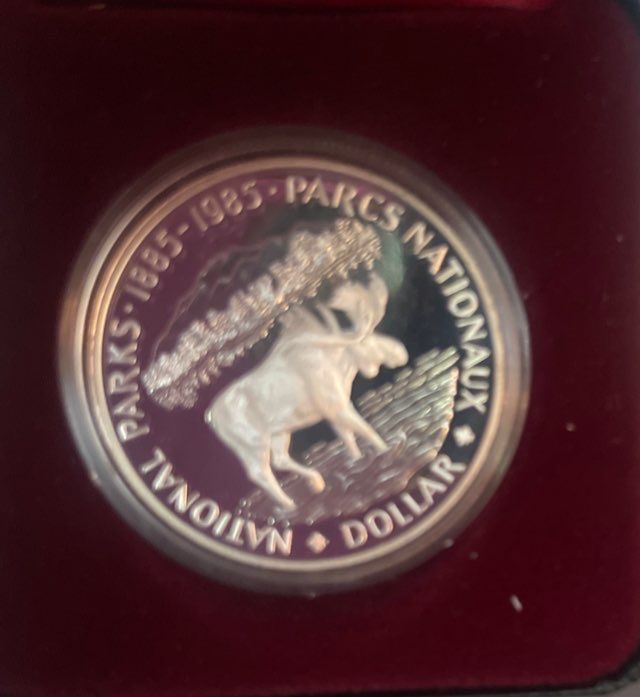 NATIONAL PARKS · 1885-1985 · PARCS NATIONAUX
DOLLAR